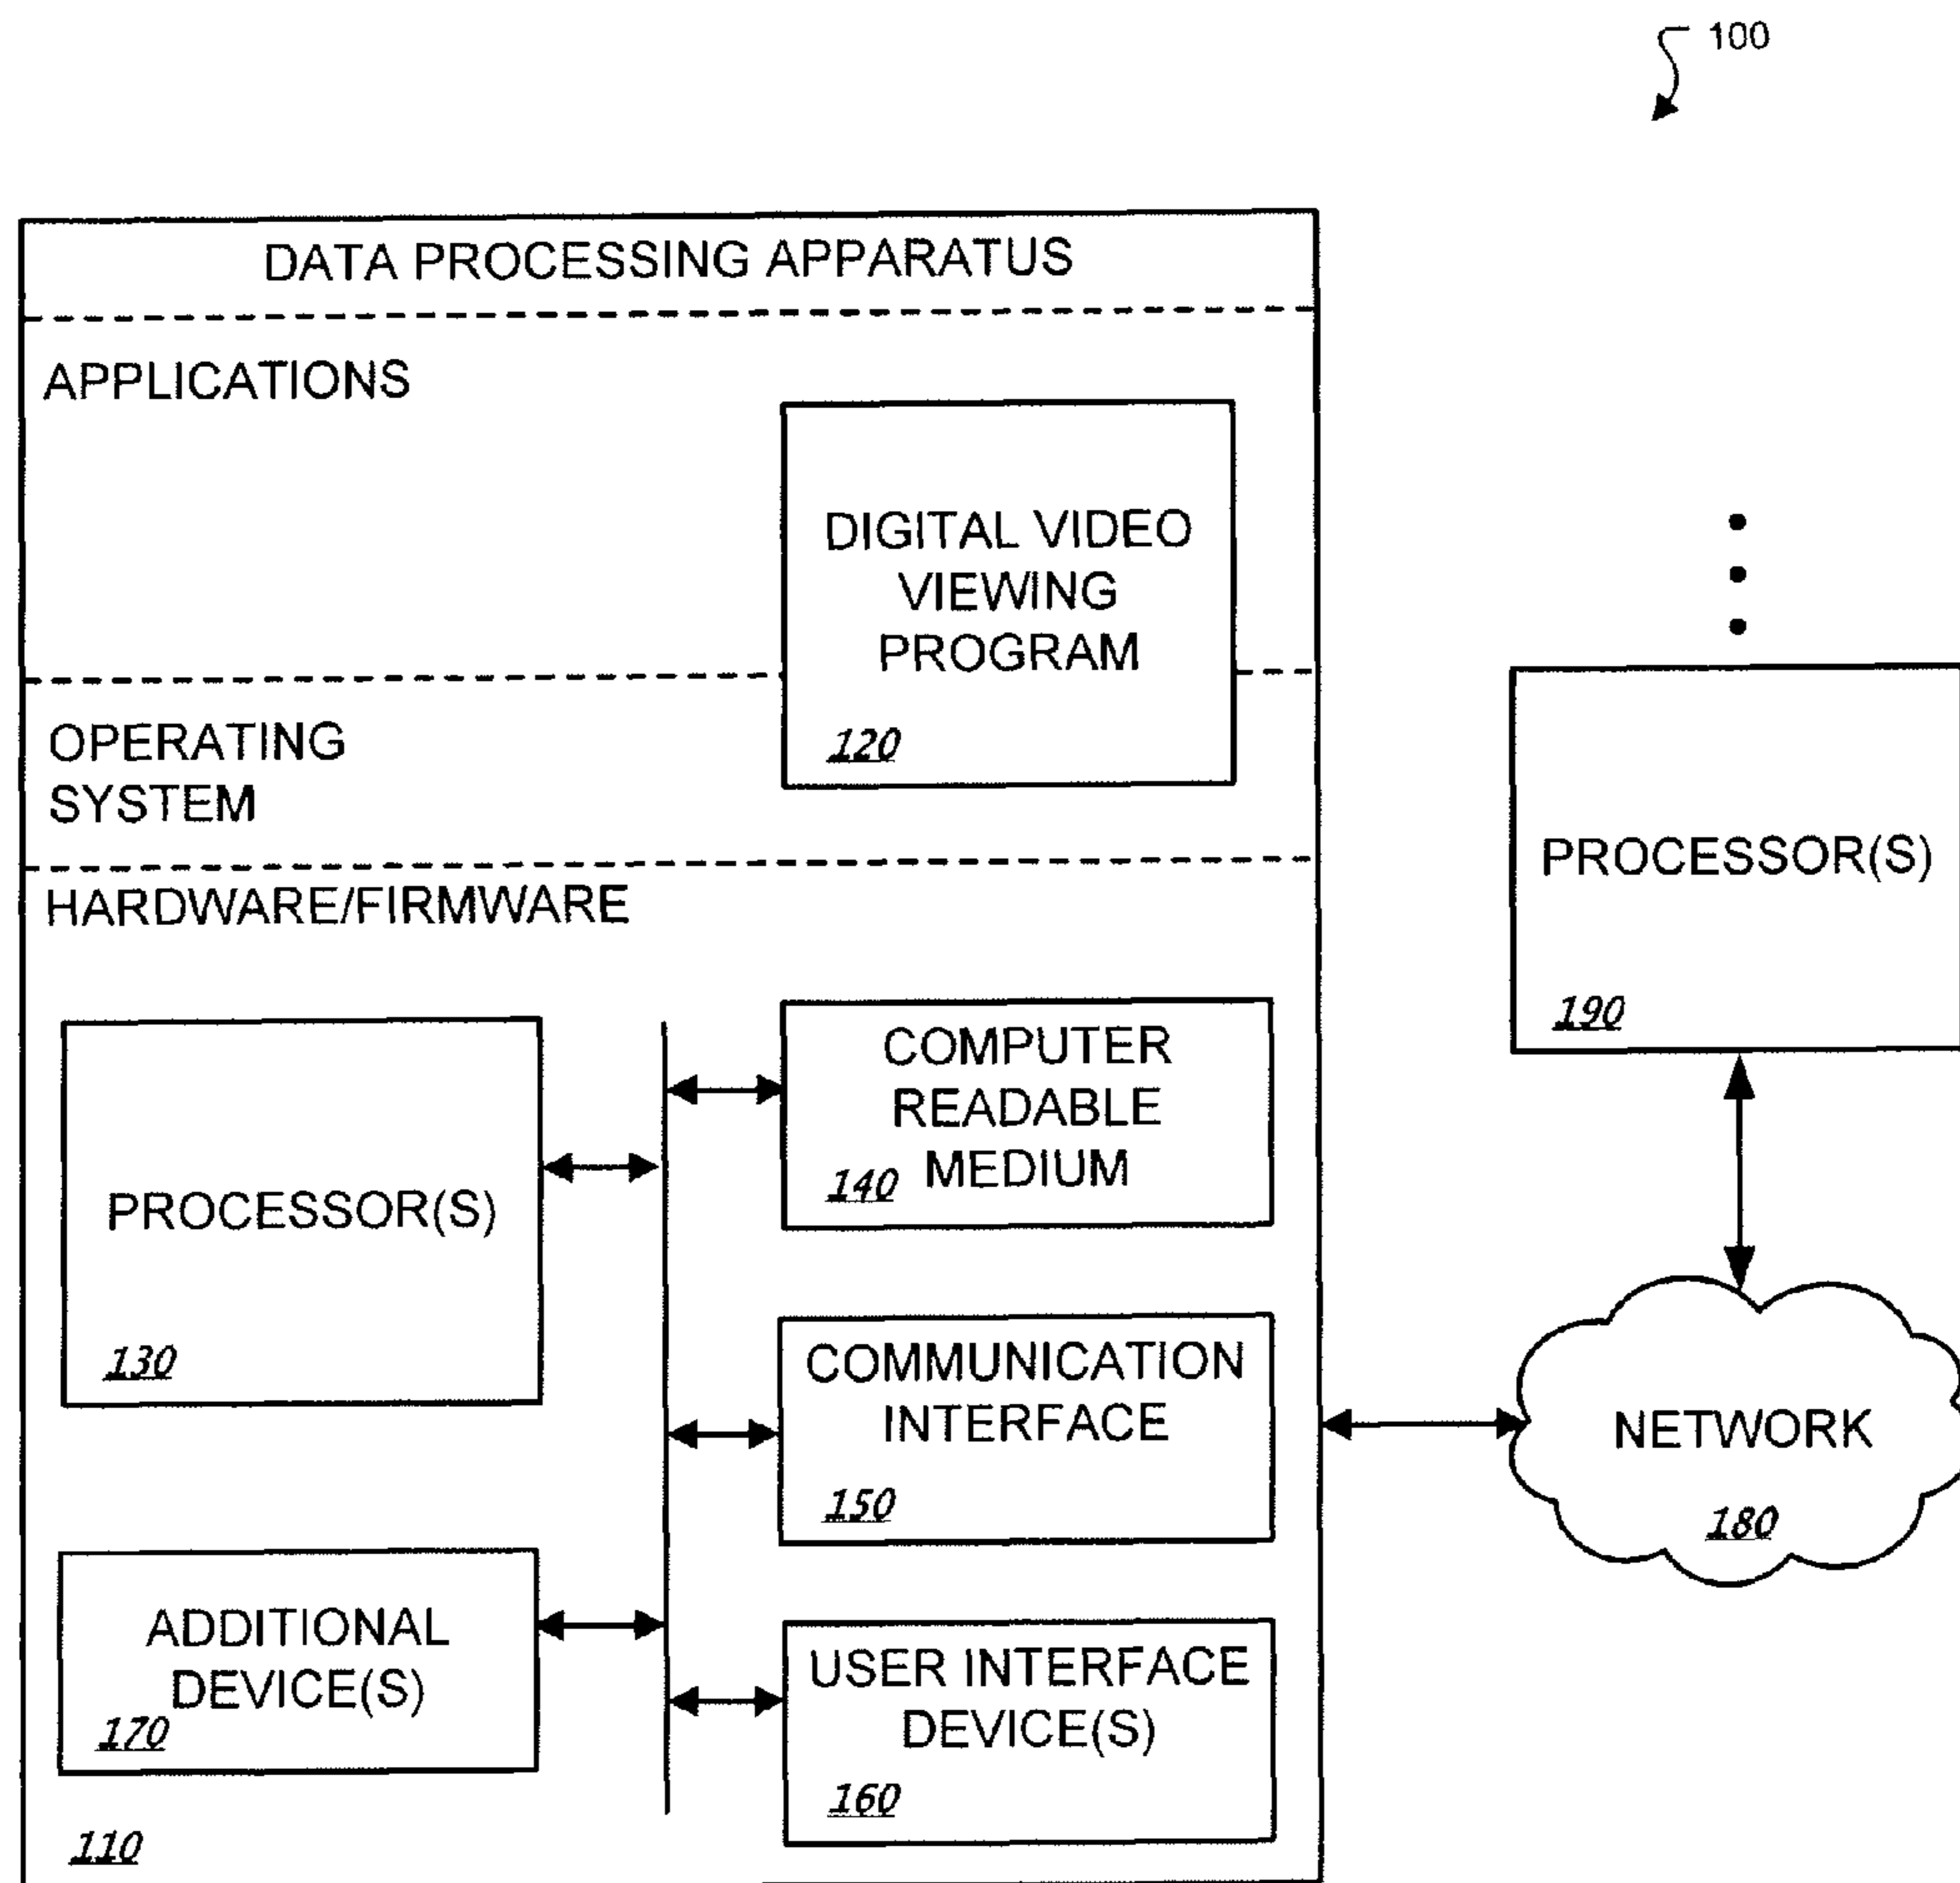 100
DATA PROCESSING APPARATUS
APPLICATIONS
DIGITAL VIDEO
VIEWING
PROGRAM
120
OPERATING
SYSTEM
HARDWARE/FIRMWARE
PROCESSOR(S)
130
COMPUTER
READABLE
MEDIUM
140
COMMUNICATION
INTERFACE
150
ADDITIONAL
DEVICE(S)
170
USER INTERFACE
DEVICE(S)
160
110
PROCESSOR(S)
190
NETWORK
180